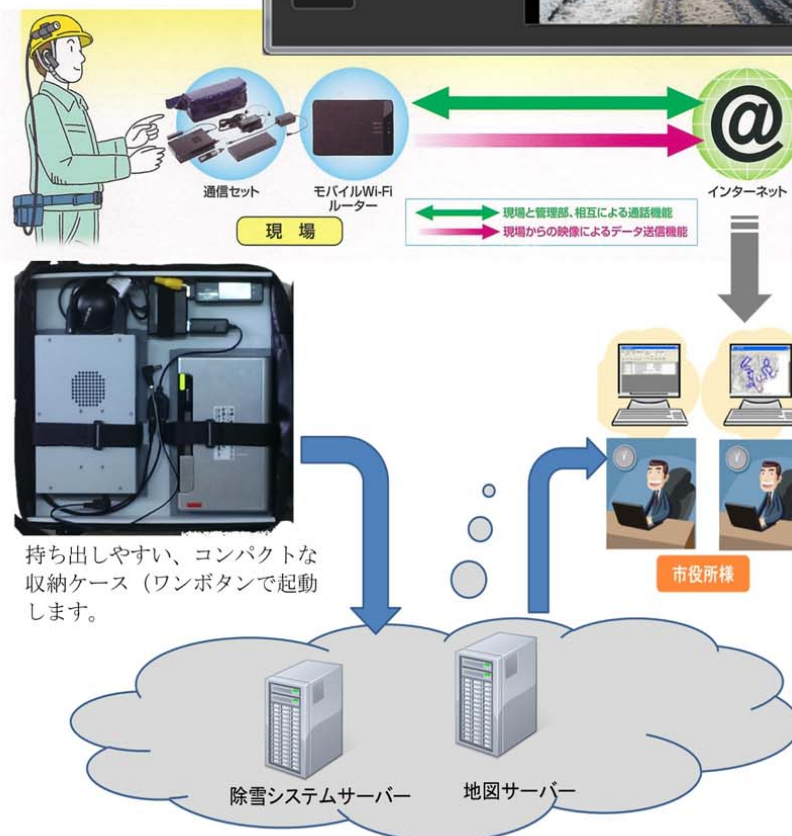 通信セット
モバイルWi-Fi
ルーター
インターネット
現 場
現場と管理部、相互による通話機能
現場からの映像によるデータ送信機能
持ち出しやすい、コンパクトな
収納ケース（ワンボタンで起動
します。
市役所様
除雪システムサーバー
地図サーバー